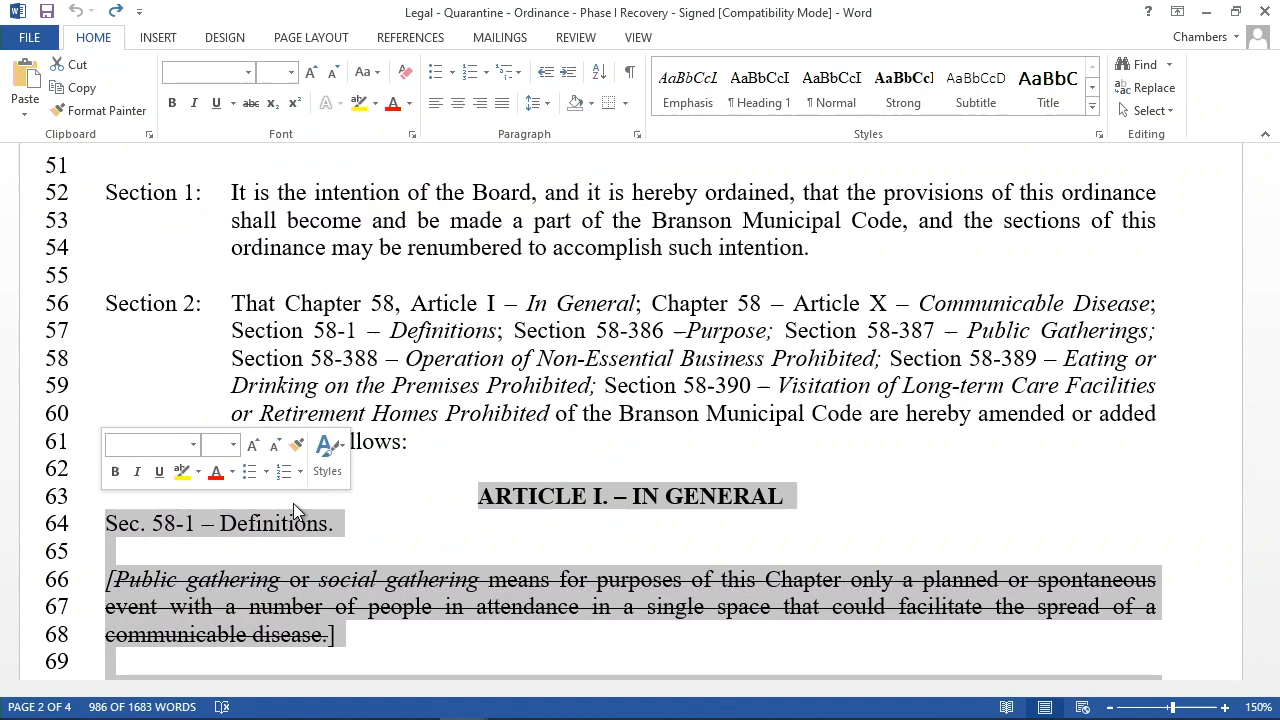 Legal - Quarantine - Ordinance - Phase I Recovery - Signed [Compatibility Mode] - Word
FILE HOME INSERT DESIGN PAGE LAYOUT REFERENCES MAILINGS REVIEW VIEW Chambers
Paste
Cut
Copy
Format Painter
Aa
B I U abc x2 x2 A A
AaBbCcI AaBbCcI AaBbCcI AaBbCcI AaBbCcD AaBbC
Emphasis ¶ Heading ¶ Normal Strong Subtitle Title
Find
Replace
Select
Clipboard Font Paragraph Styles Editing
51
52 Section 1: It is the intention of the Board, and it is hereby ordained, that the provisions of this ordinance
53 shall become and be made a part of the Branson Municipal Code, and the sections of this
54 ordinance may be renumbered to accomplish such intention.
55
56 Section 2: That Chapter 58, Article I – In General; Chapter 58 – Article X – Communicable Disease;
57 Section 58-1 – Definitions; Section 58-386 –Purpose; Section 58-387 – Public Gatherings;
58 Section 58-388 – Operation of Non-Essential Business Prohibited; Section 58-389 – Eating or
59 Drinking on the Premises Prohibited; Section 58-390 – Visitation of Long-term Care Facilities
60 or Retirement Homes Prohibited of the Branson Municipal Code are hereby amended or added
61 llows:
62
B I U A Styles
63 ARTICLE I. – IN GENERAL
64 Sec. 58-1 – Definitions.
65
66 [Public gathering or social gathering means for purposes of this Chapter only a planned or spontaneous
67 event with a number of people in attendance in a single space that could facilitate the spread of a
68 communicable disease.]
69
PAGE 2 OF 4 986 OF 1683 WORDS 150%